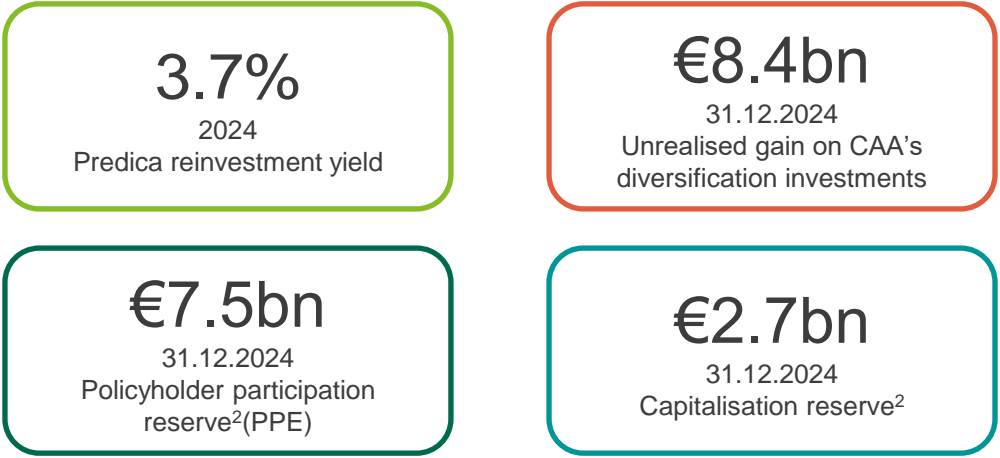 3.7%
2024
Predica reinvestment yield
€8.4bn
31.12.2024
Unrealised gain on CAA's
diversification investments
€7.5bn
31.12.2024
Policyholder participation
reserve²(PPE)
€2.7bn
31.12.2024
Capitalisation reserve²